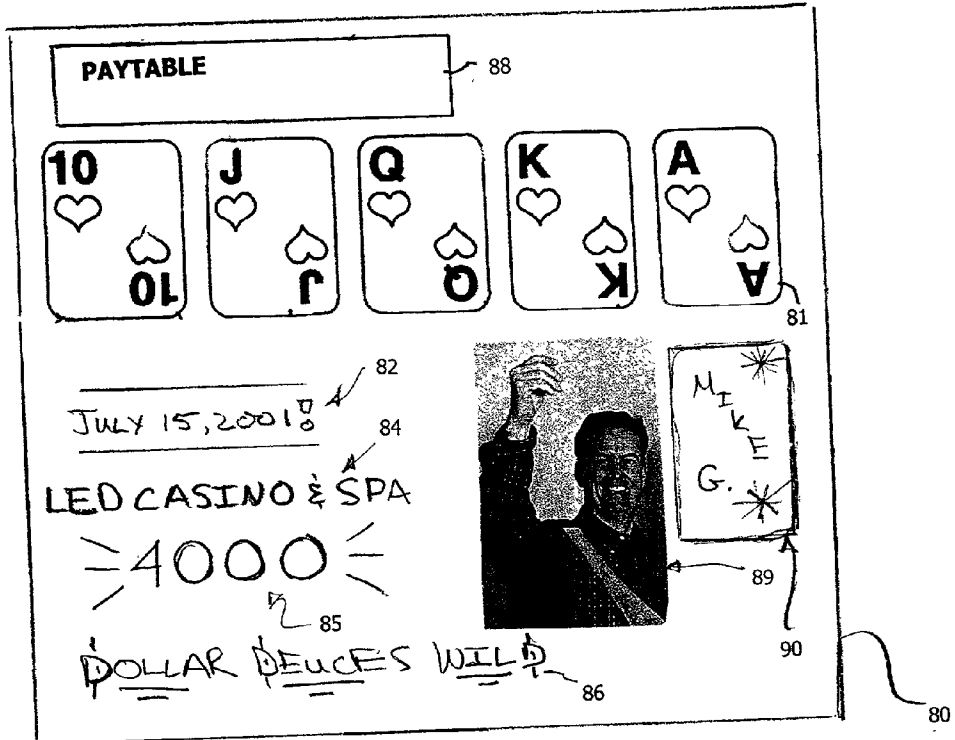 PAYTABLE
88
10 J Q K A
10 J Q K A
81
82
JULY 15, 2001!
84
LED CASINO & SPA
4000
85
DOLLAR DEUCES WILD
86
MIKE
G.
89
90
80